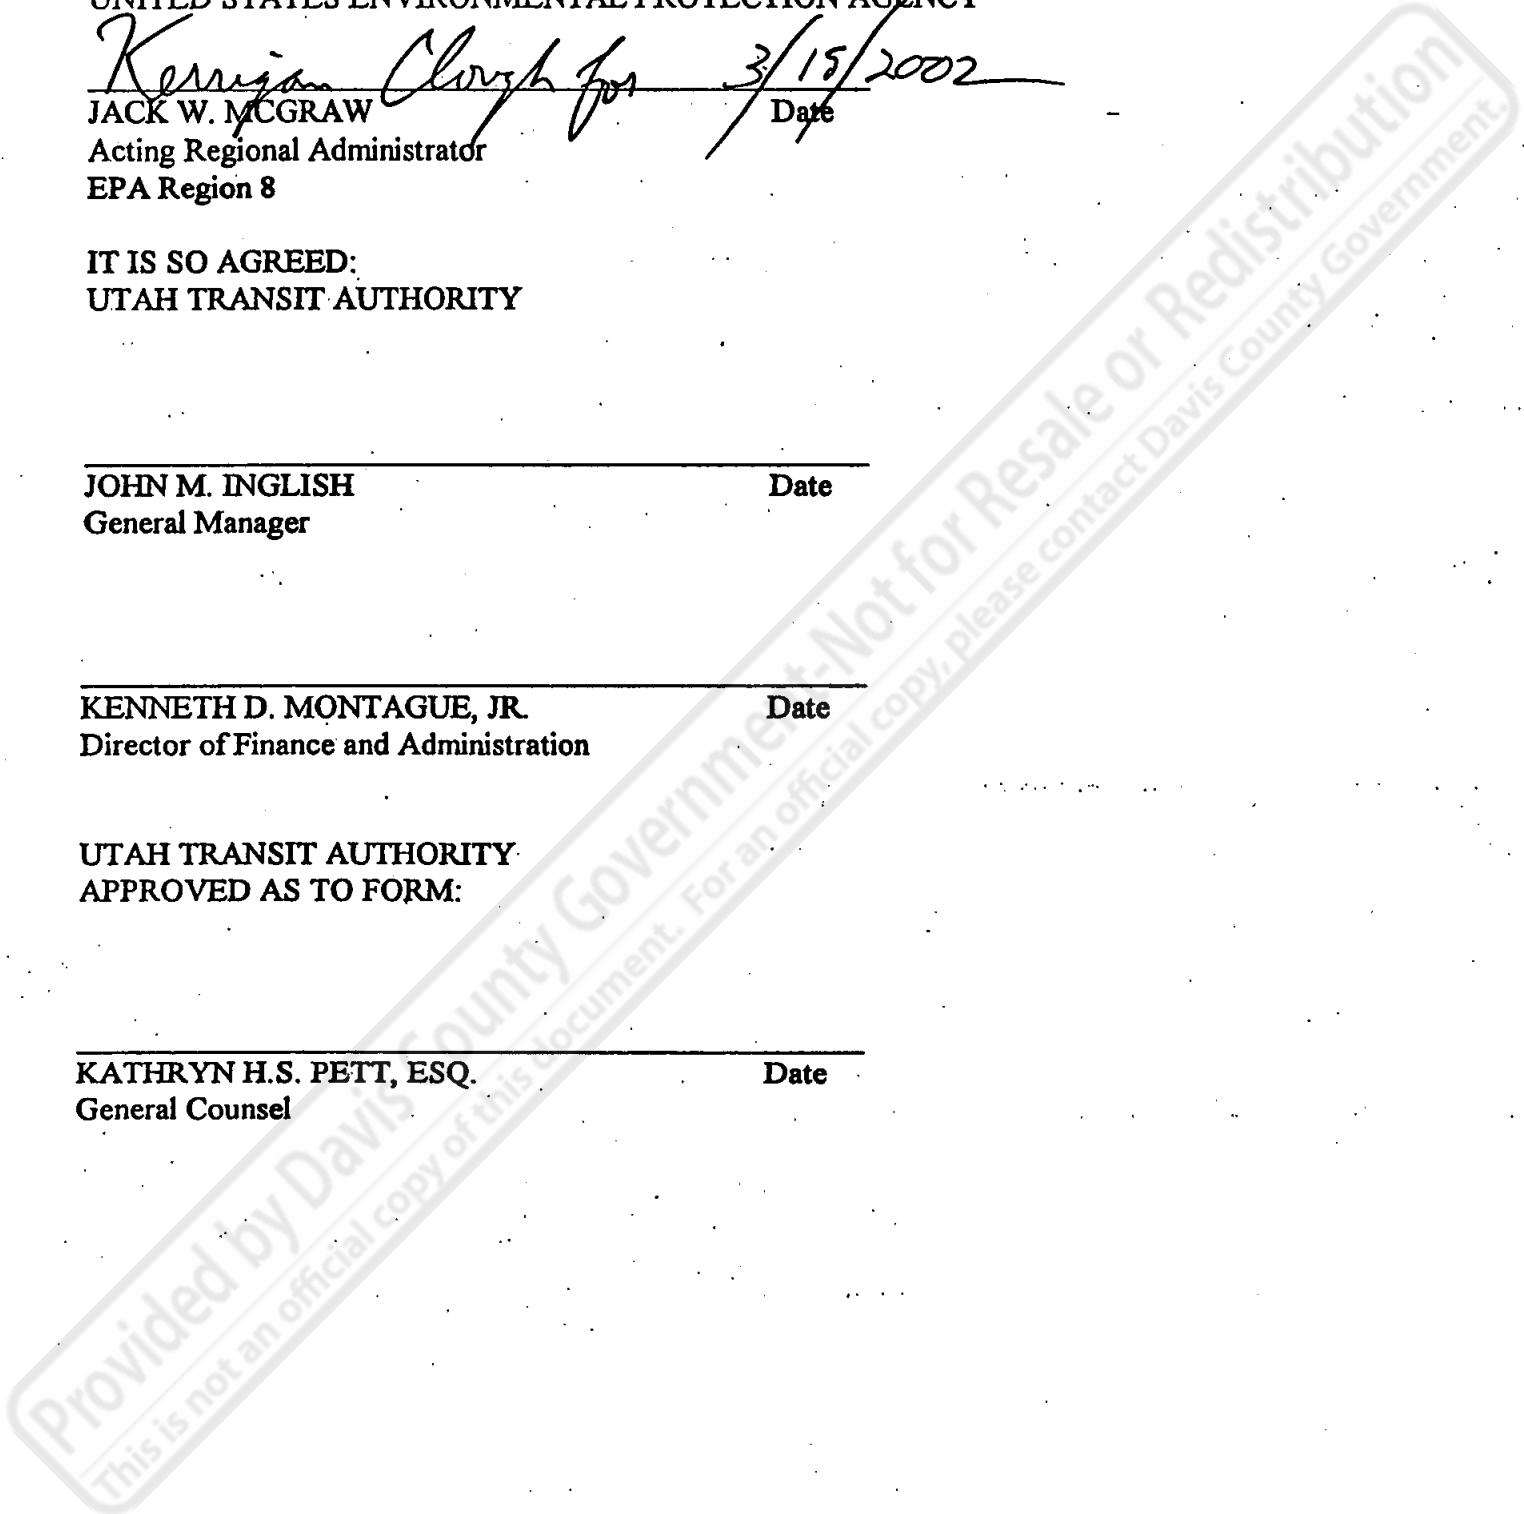 UNITED STATES ENVIRONMENTAL PROTECTION AGENCY
Kerrigan Clough for 3/15/2002
JACK W. MCGRAW Date
Acting Regional Administrator
EPA Region 8
IT IS SO AGREED:
UTAH TRANSIT AUTHORITY
JOHN M. INGLISH Date
General Manager
KENNETH D. MONTAGUE, JR. Date
Director of Finance and Administration
UTAH TRANSIT AUTHORITY
APPROVED AS TO FORM:
KATHRYN H.S. PETT, ESQ. Date
General Counsel
Provided by Davis County Government-Not for Resale or Redistribution
This is not an official copy of this document. For an official copy, please contact Davis County Government.